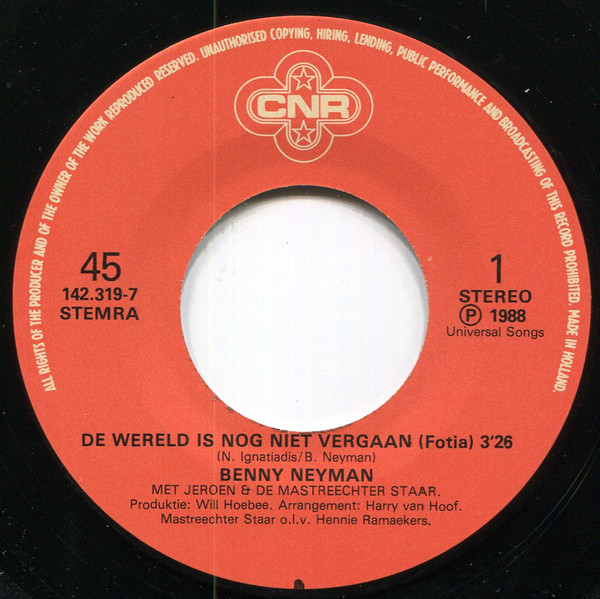 ALL RIGHTS OF THE PRODUCER AND OF THE OWNER OF THE WORK REPRODUCED RESERVED. UNAUTHORISED COPYING, HIRING, LENDING, PUBLIC PERFORMANCE AND BROADCASTING OF THIS RECORD PROHIBITED. MADE IN HOLLAND.
CNR
45
142.319-7
STEMRA
1
STEREO
℗ 1988
Universal Songs
DE WERELD IS NOG NIET VERGAAN (Fotia) 3'26
(N. Ignatiadis/B. Neyman)
BENNY NEYMAN
MET JEROEN & DE MASTREECHTER STAAR.
Produktie: Will Hoebee. Arrangement: Harry van Hoof.
Mastreechter Staar o.l.v. Hennie Ramaekers.